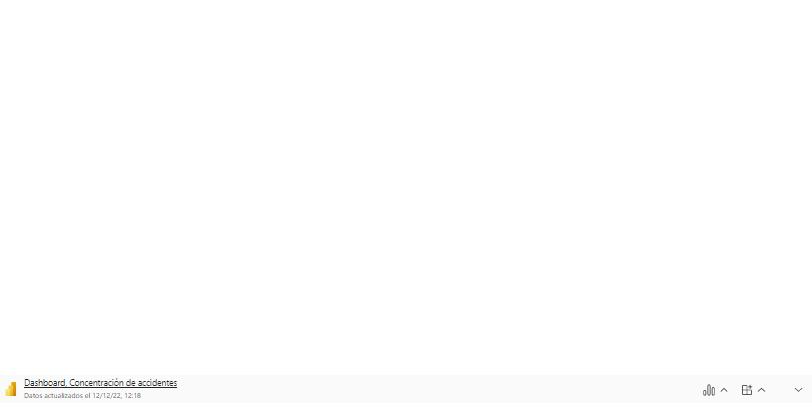 Dashboard, Concentración de accidentes
Datos actualizados el 12/12/22, 12:18